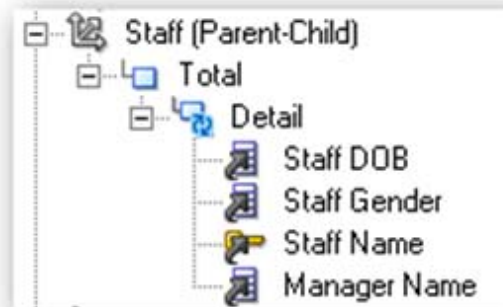 Staff (Parent-Child)
Total
Detail
Staff DOB
Staff Gender
Staff Name
Manager Name